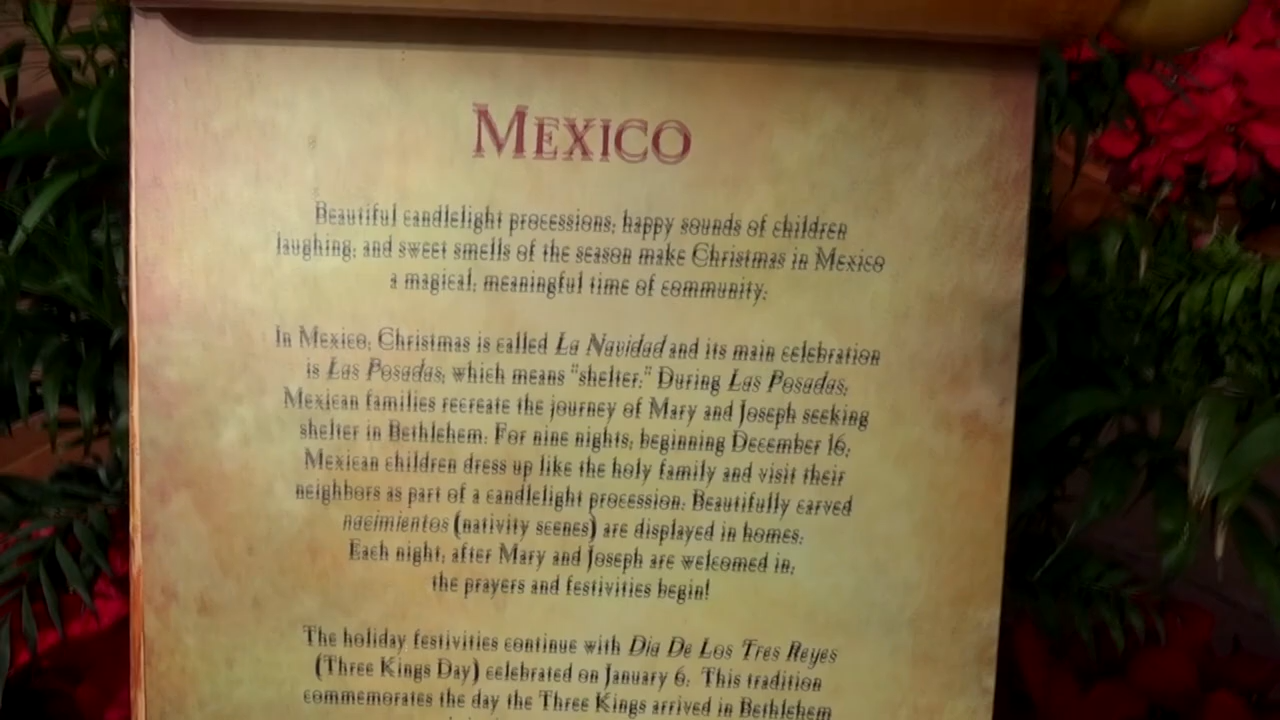 MEXICO
Beautiful candlelight processions, happy sounds of children
laughing, and sweet smells of the season make Christmas in Mexico
a magical, meaningful time of community.
In Mexico, Christmas is called La Navidad and its main celebration
is Las Posadas, which means "shelter." During Las Posadas,
Mexican families recreate the journey of Mary and Joseph seeking
shelter in Bethlehem. For nine nights, beginning December 16,
Mexican children dress up like the holy family and visit their
neighbors as part of a candlelight procession. Beautifully carved
nacimientos (nativity scenes) are displayed in homes.
Each night, after Mary and Joseph are welcomed in,
the prayers and festivities begin!
The holiday festivities continue with Dia De Los Tres Reyes
(Three Kings Day) celebrated on January 6. This tradition
commemorates the day the Three Kings arrived in Bethlehem